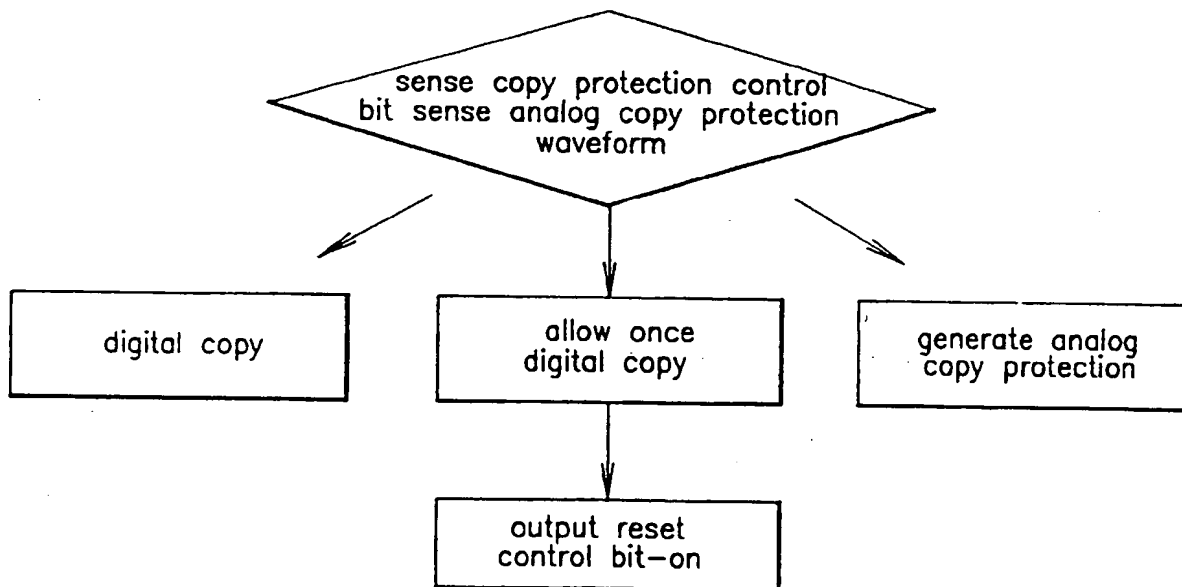 sense copy protection control
bit sense analog copy protection
waveform
digital copy
allow once
digital copy
generate analog
copy protection
output reset
control bit-on